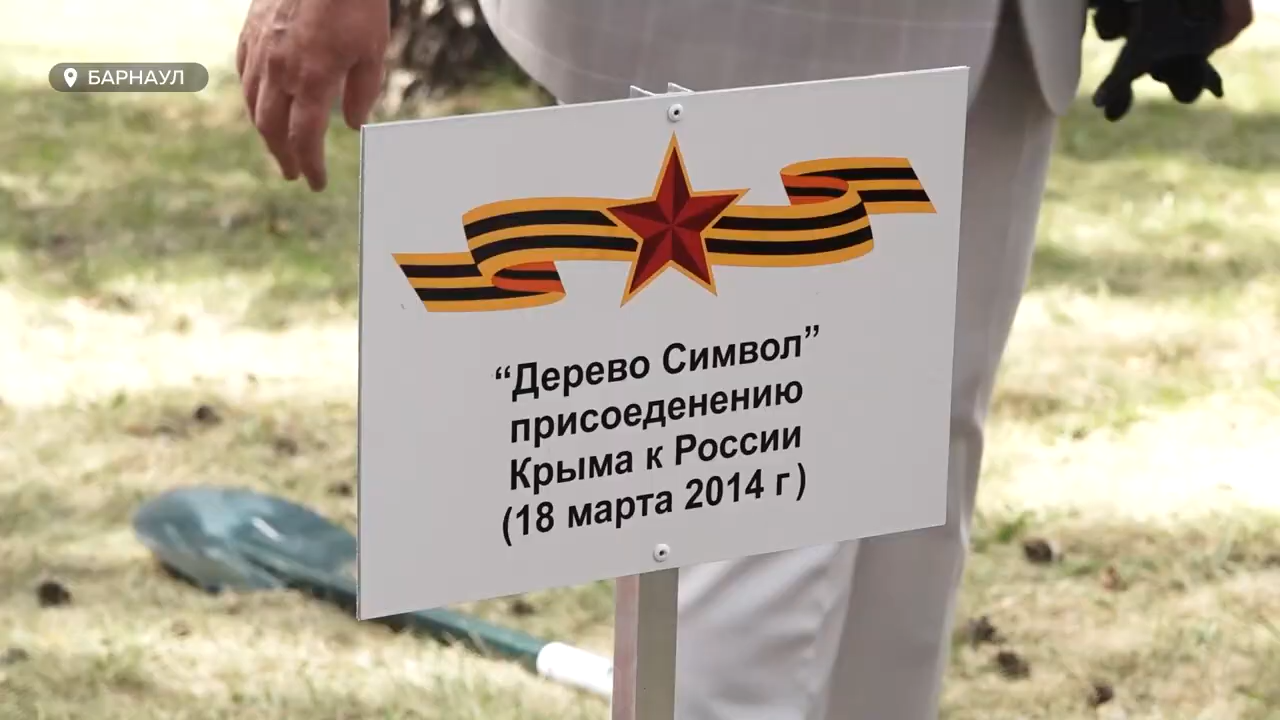 БАРНАУЛ
“Дерево Символ”
присоеденению
Крыма к России
(18 марта 2014 г)